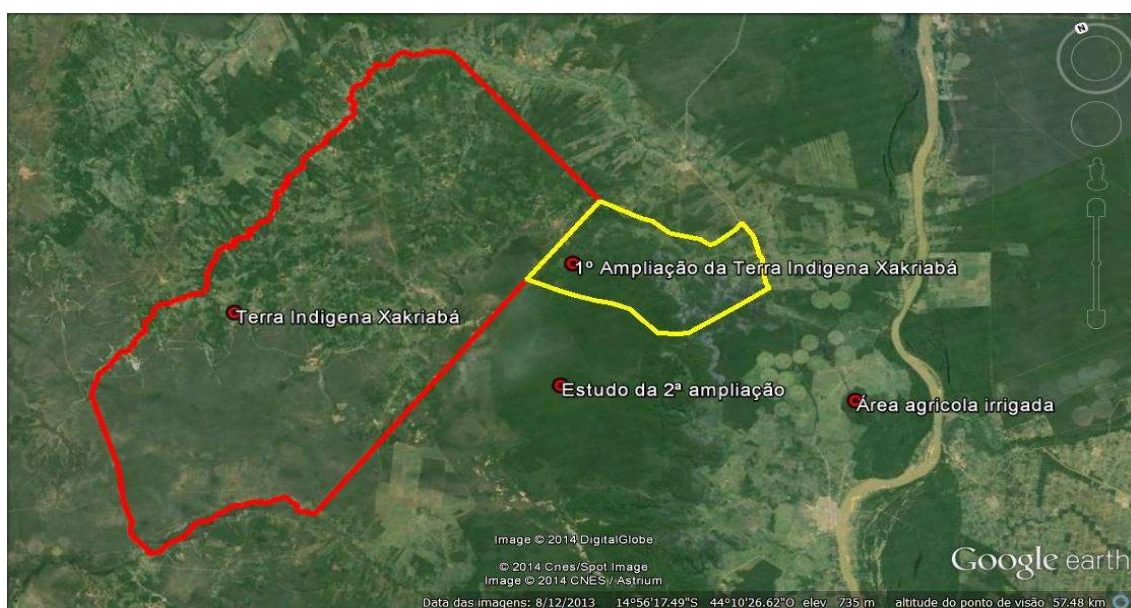 N
1º Ampliação da Terra Indigena Xakriabá
Terra Indigena Xakriabá
Estudo da 2ª ampliação
Área agricola irrigada
Image © 2014 DigitalGlobe
© 2014 Cnes/Spot Image
Image © 2014 CNES / Astrium
Google earth
Data das imagens: 8/12/2013 14°56'17.49"S 44°10'26.62"O elev 735 m altitude do ponto de visão 57.48 km